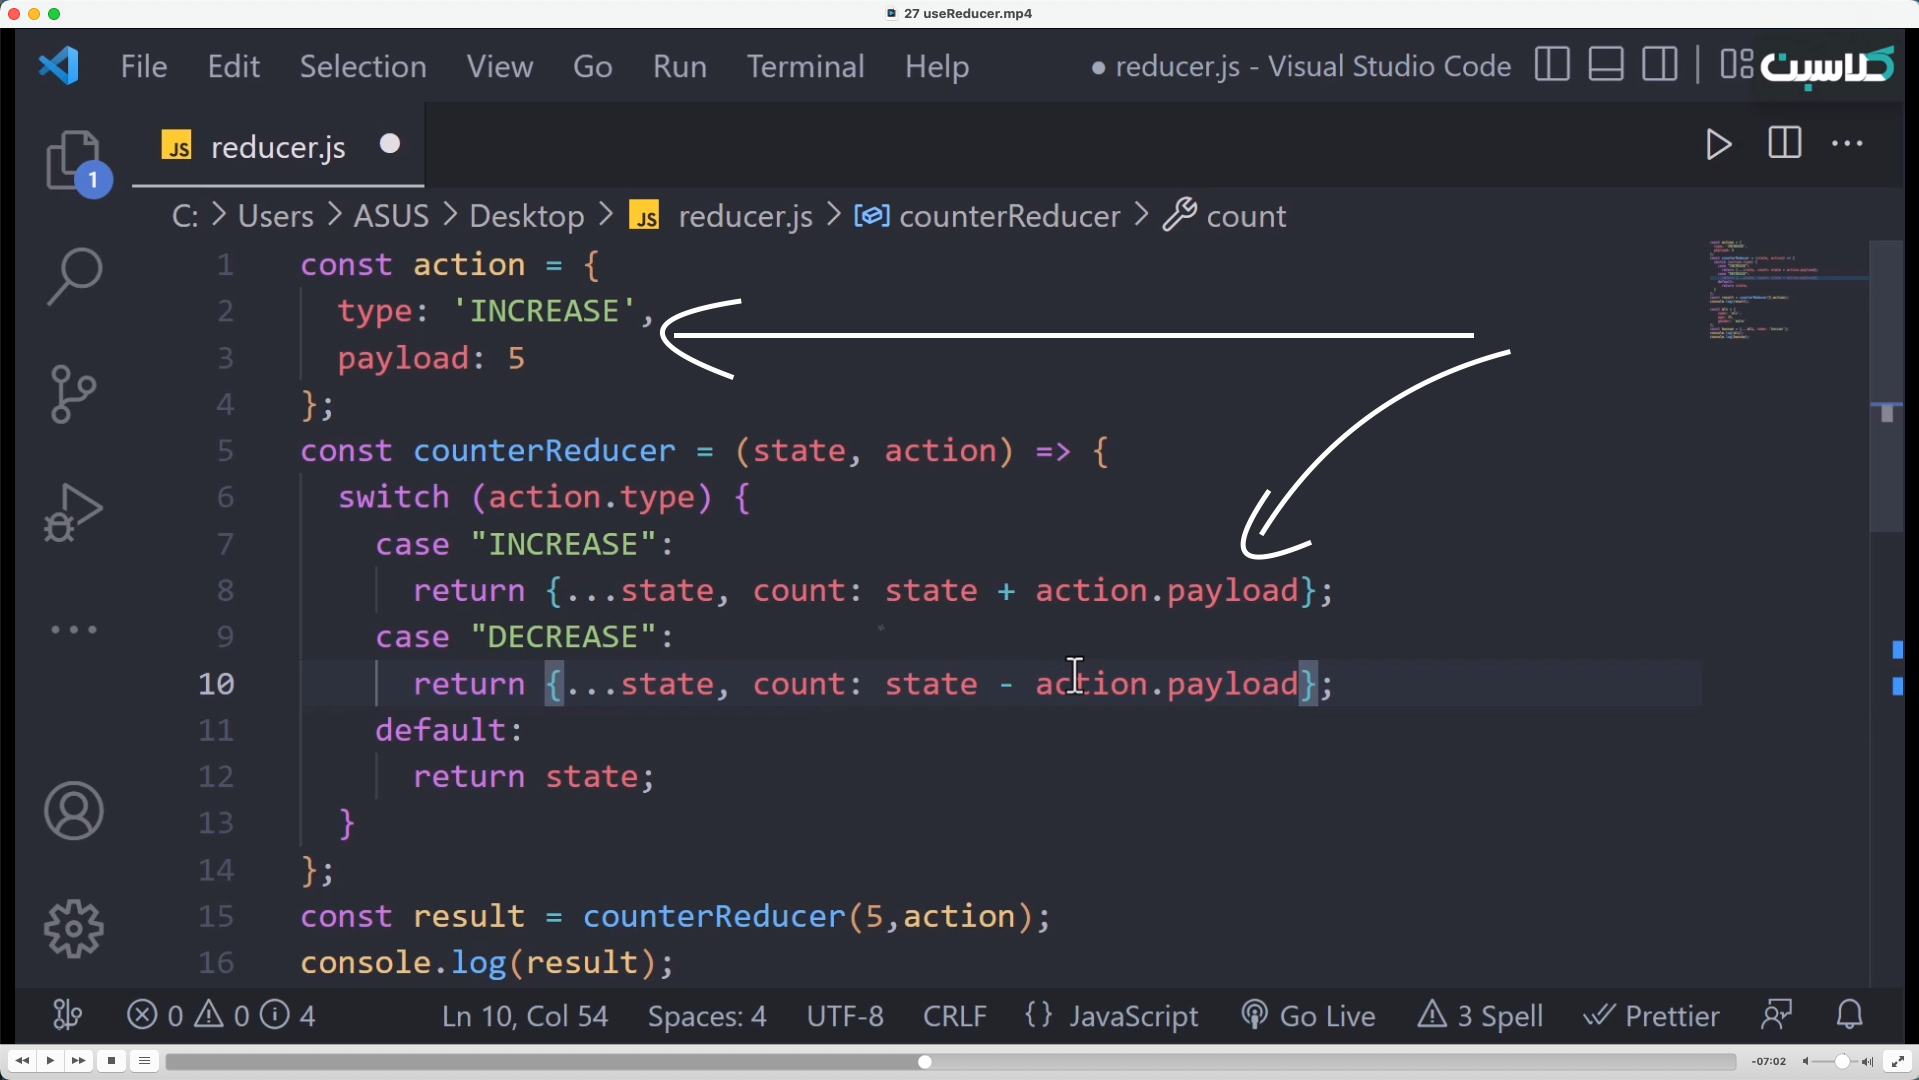 27 useReducer.mp4
File Edit Selection View Go Run Terminal Help ● reducer.js - Visual Studio Code کلاسبن
JS reducer.js
1
C: > Users > ASUS > Desktop > JS reducer.js > counterReducer > count
1 const action = {
2 type: 'INCREASE',
3 payload: 5
4 };
5 const counterReducer = (state, action) => {
6 switch (action.type) {
7 case "INCREASE":
8 return {...state, count: state + action.payload};
9 case "DECREASE":
10 return {...state, count: state - action.payload};
11 default:
12 return state;
13 }
14 };
15 const result = counterReducer(5,action);
16 console.log(result);
0 0 4 Ln 10, Col 54 Spaces: 4 UTF-8 CRLF {} JavaScript Go Live 3 Spell Prettier
-07:02